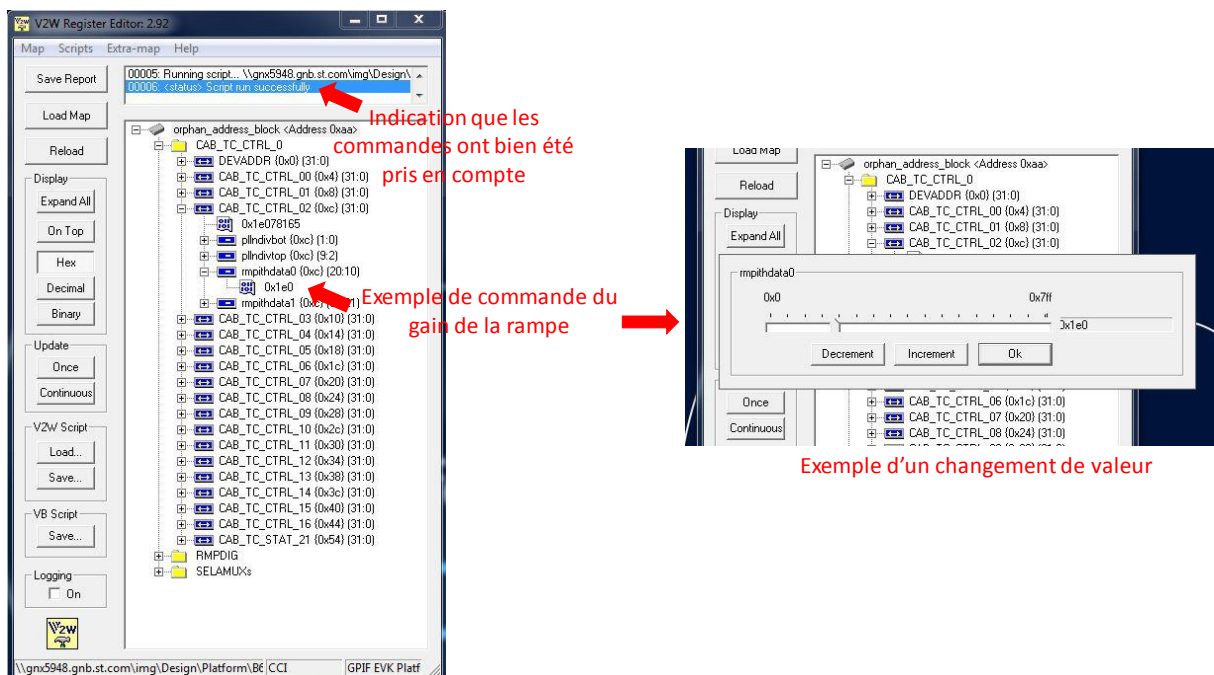 V2W Register Editor: 2.92
Map Scripts Extra-map Help
Save Report
Load Map
Reload
Display
Expand All
On Top
Hex
Decimal
Binary
Update
Once
Continuous
V2W Script
Load...
Save...
VB Script
Save...
Logging
On
V2W
00005: Running script... \\gnx5948.gnb.st.com\img\Design\
00006: <status> Script run successfully
orphan_address_block <Address 0xaa>
CAB_TC_CTRL_0
DEVADDR {0x0} (31:0)
CAB_TC_CTRL_00 {0x4} (31:0)
CAB_TC_CTRL_01 {0x8} (31:0)
CAB_TC_CTRL_02 {0xc} (31:0)
0x1e078165
pllndivbot {0xc} (1:0)
pllndivtop {0xc} (9:2)
rmpithdata0 {0xc} (20:10)
0x1e0
rmpithdata1 {0xc}
CAB_TC_CTRL_03 {0x10} (31:0)
CAB_TC_CTRL_04 {0x14} (31:0)
CAB_TC_CTRL_05 {0x18} (31:0)
CAB_TC_CTRL_06 {0x1c} (31:0)
CAB_TC_CTRL_07 {0x20} (31:0)
CAB_TC_CTRL_08 {0x24} (31:0)
CAB_TC_CTRL_09 {0x28} (31:0)
CAB_TC_CTRL_10 {0x2c} (31:0)
CAB_TC_CTRL_11 {0x30} (31:0)
CAB_TC_CTRL_12 {0x34} (31:0)
CAB_TC_CTRL_13 {0x38} (31:0)
CAB_TC_CTRL_14 {0x3c} (31:0)
CAB_TC_CTRL_15 {0x40} (31:0)
CAB_TC_CTRL_16 {0x44} (31:0)
CAB_TC_STAT_21 {0x54} (31:0)
RMPDIG
SELAMUXs
\\gnx5948.gnb.st.com\img\Design\Platform\B6 CCI GPIF EVK Platf
Indication que les
commandes ont bien été
pris en compte
Exemple de commande du
gain de la rampe
Load Map
Reload
Display
Expand All
orphan_address_block <Address 0xaa>
CAB_TC_CTRL_0
DEVADDR {0x0} (31:0)
CAB_TC_CTRL_00 {0x4} (31:0)
CAB_TC_CTRL_01 {0x8} (31:0)
CAB_TC_CTRL_02 {0xc} (31:0)
rmpithdata0
0x0 0x7ff
0x1e0
Decrement Increment Ok
Once
Continuous
CAB_TC_CTRL_06 {0x1c} (31:0)
CAB_TC_CTRL_07 {0x20} (31:0)
CAB_TC_CTRL_08 {0x24} (31:0)
Exemple d'un changement de valeur